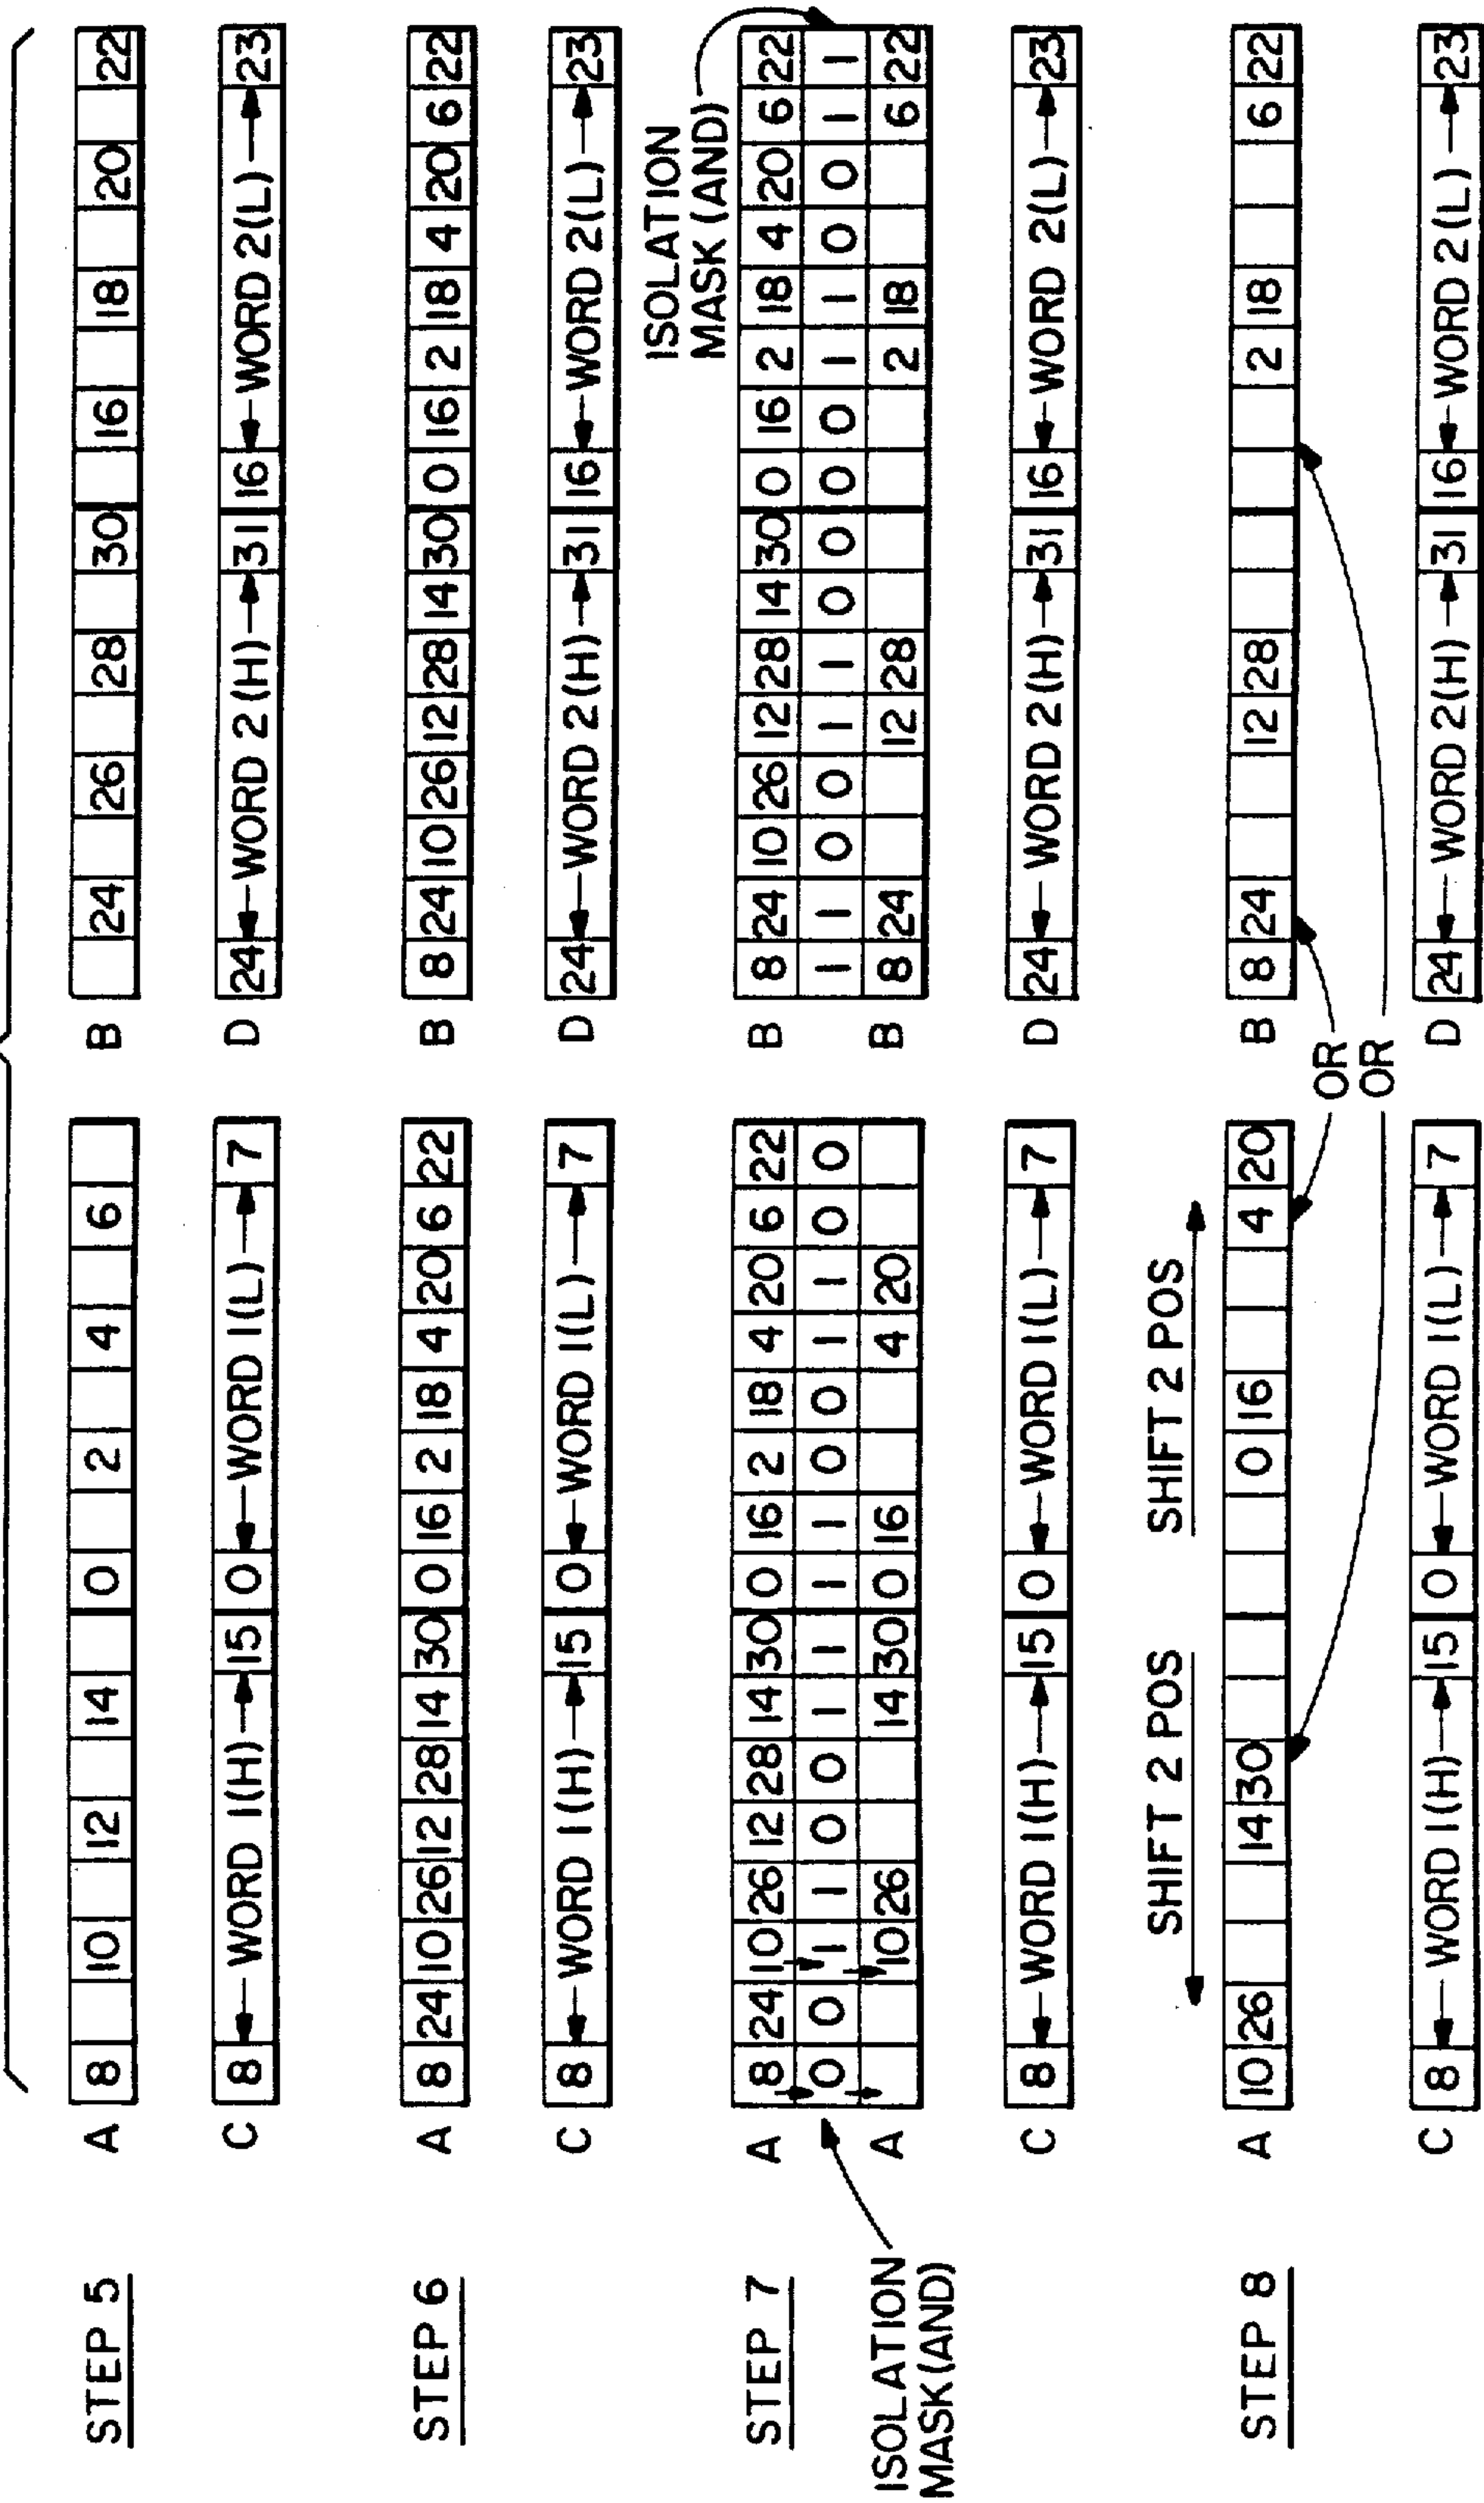 STEP 5
A 8 10 12 14 0 2 4 6
B 24 26 28 30 16 18 20 22
C 8 ← WORD 1(H) → 15 0 ← WORD 1(L) → 7
D 24 ← WORD 2(H) → 31 16 ← WORD 2(L) → 23
STEP 6
A 8 24 10 26 12 28 14 30 0 16 2 18 4 20 6 22
B 8 24 10 26 12 28 14 30 0 16 2 18 4 20 6 22
C 8 ← WORD 1(H) → 15 0 ← WORD 1(L) → 7
D 24 ← WORD 2(H) → 31 16 ← WORD 2(L) → 23
ISOLATION
MASK (AND)
STEP 7
A 8 24 10 26 12 28 14 30 0 16 2 18 4 20 6 22
0 0 1 1 0 0 1 1 1 1 0 0 1 1 0 0
A 10 26 14 30 0 16 4 20
B 8 24 10 26 12 28 14 30 0 16 2 18 4 20 6 22
1 1 0 0 1 1 0 0 0 0 1 1 0 0 1 1
B 8 24 12 28 2 18 6 22
ISOLATION
MASK(AND)
C 8 ← WORD 1(H) → 15 0 ← WORD 1(L) → 7
D 24 ← WORD 2(H) → 31 16 ← WORD 2(L) → 23
SHIFT 2 POS SHIFT 2 POS
STEP 8
A 10 26 14 30 0 16 4 20
B 8 24 12 28 2 18 6 22
OR
OR
C 8 ← WORD 1(H) → 15 0 ← WORD 1(L) → 7
D 24 ← WORD 2(H) → 31 16 ← WORD 2(L) → 23